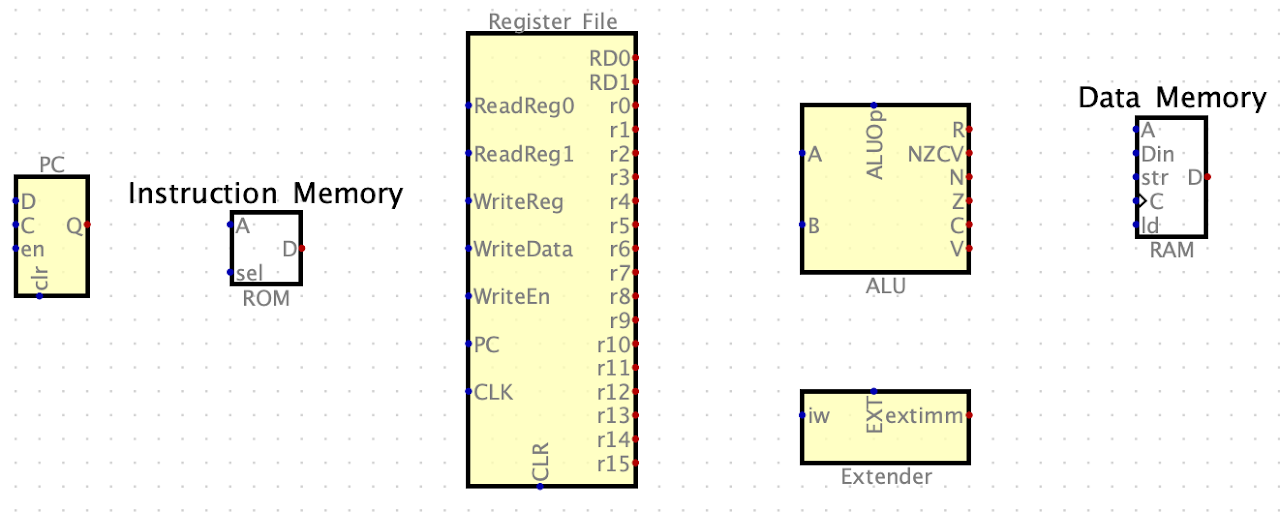 PC
D
C
en
clr
Q
Instruction Memory
A
sel
D
ROM
Register File
ReadReg0
ReadReg1
WriteReg
WriteData
WriteEn
PC
CLK
CLR
RD0
RD1
r0
r1
r2
r3
r4
r5
r6
r7
r8
r9
r10
r11
r12
r13
r14
r15
ALUOp
A
B
R
NZCV
N
Z
C
V
ALU
iw
EXT
extimm
Extender
Data Memory
A
Din
str
C
ld
D
RAM